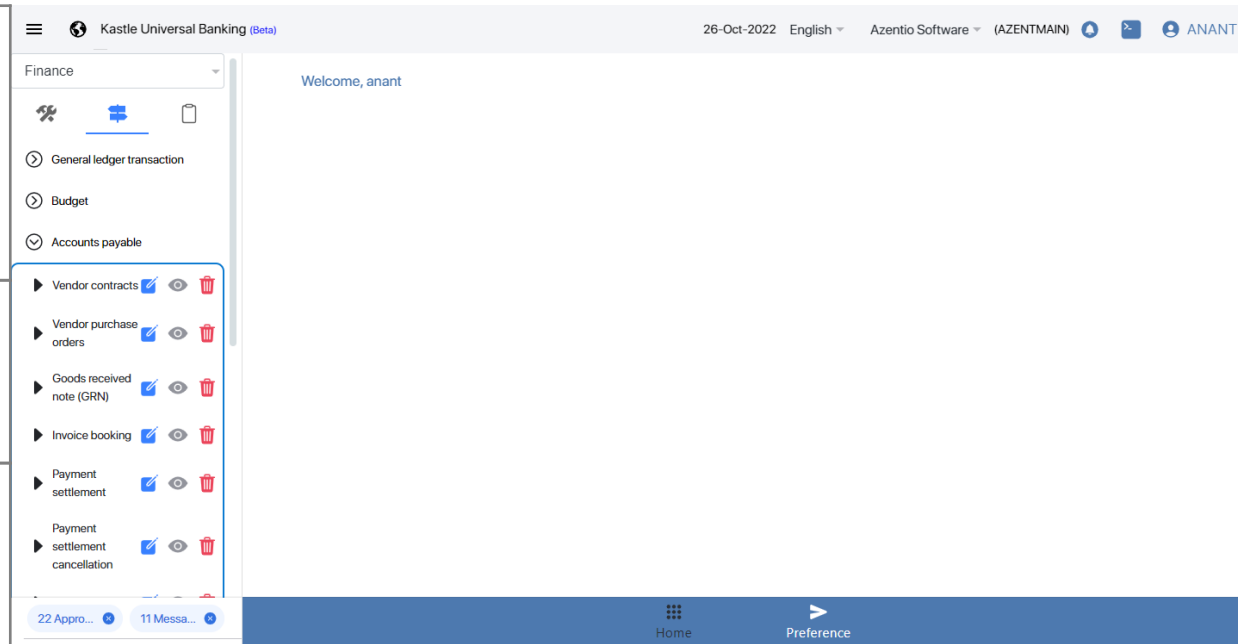 Kastle Universal Banking (Beta)
26-Oct-2022 English Azentio Software (AZENTMAIN) ANANT
Finance
Welcome, anant
General ledger transaction
Budget
Accounts payable
Vendor contracts
Vendor purchase
orders
Goods received
note (GRN)
Invoice booking
Payment
settlement
Payment
settlement
cancellation
22 Appro...
11 Messa...
Home
Preference